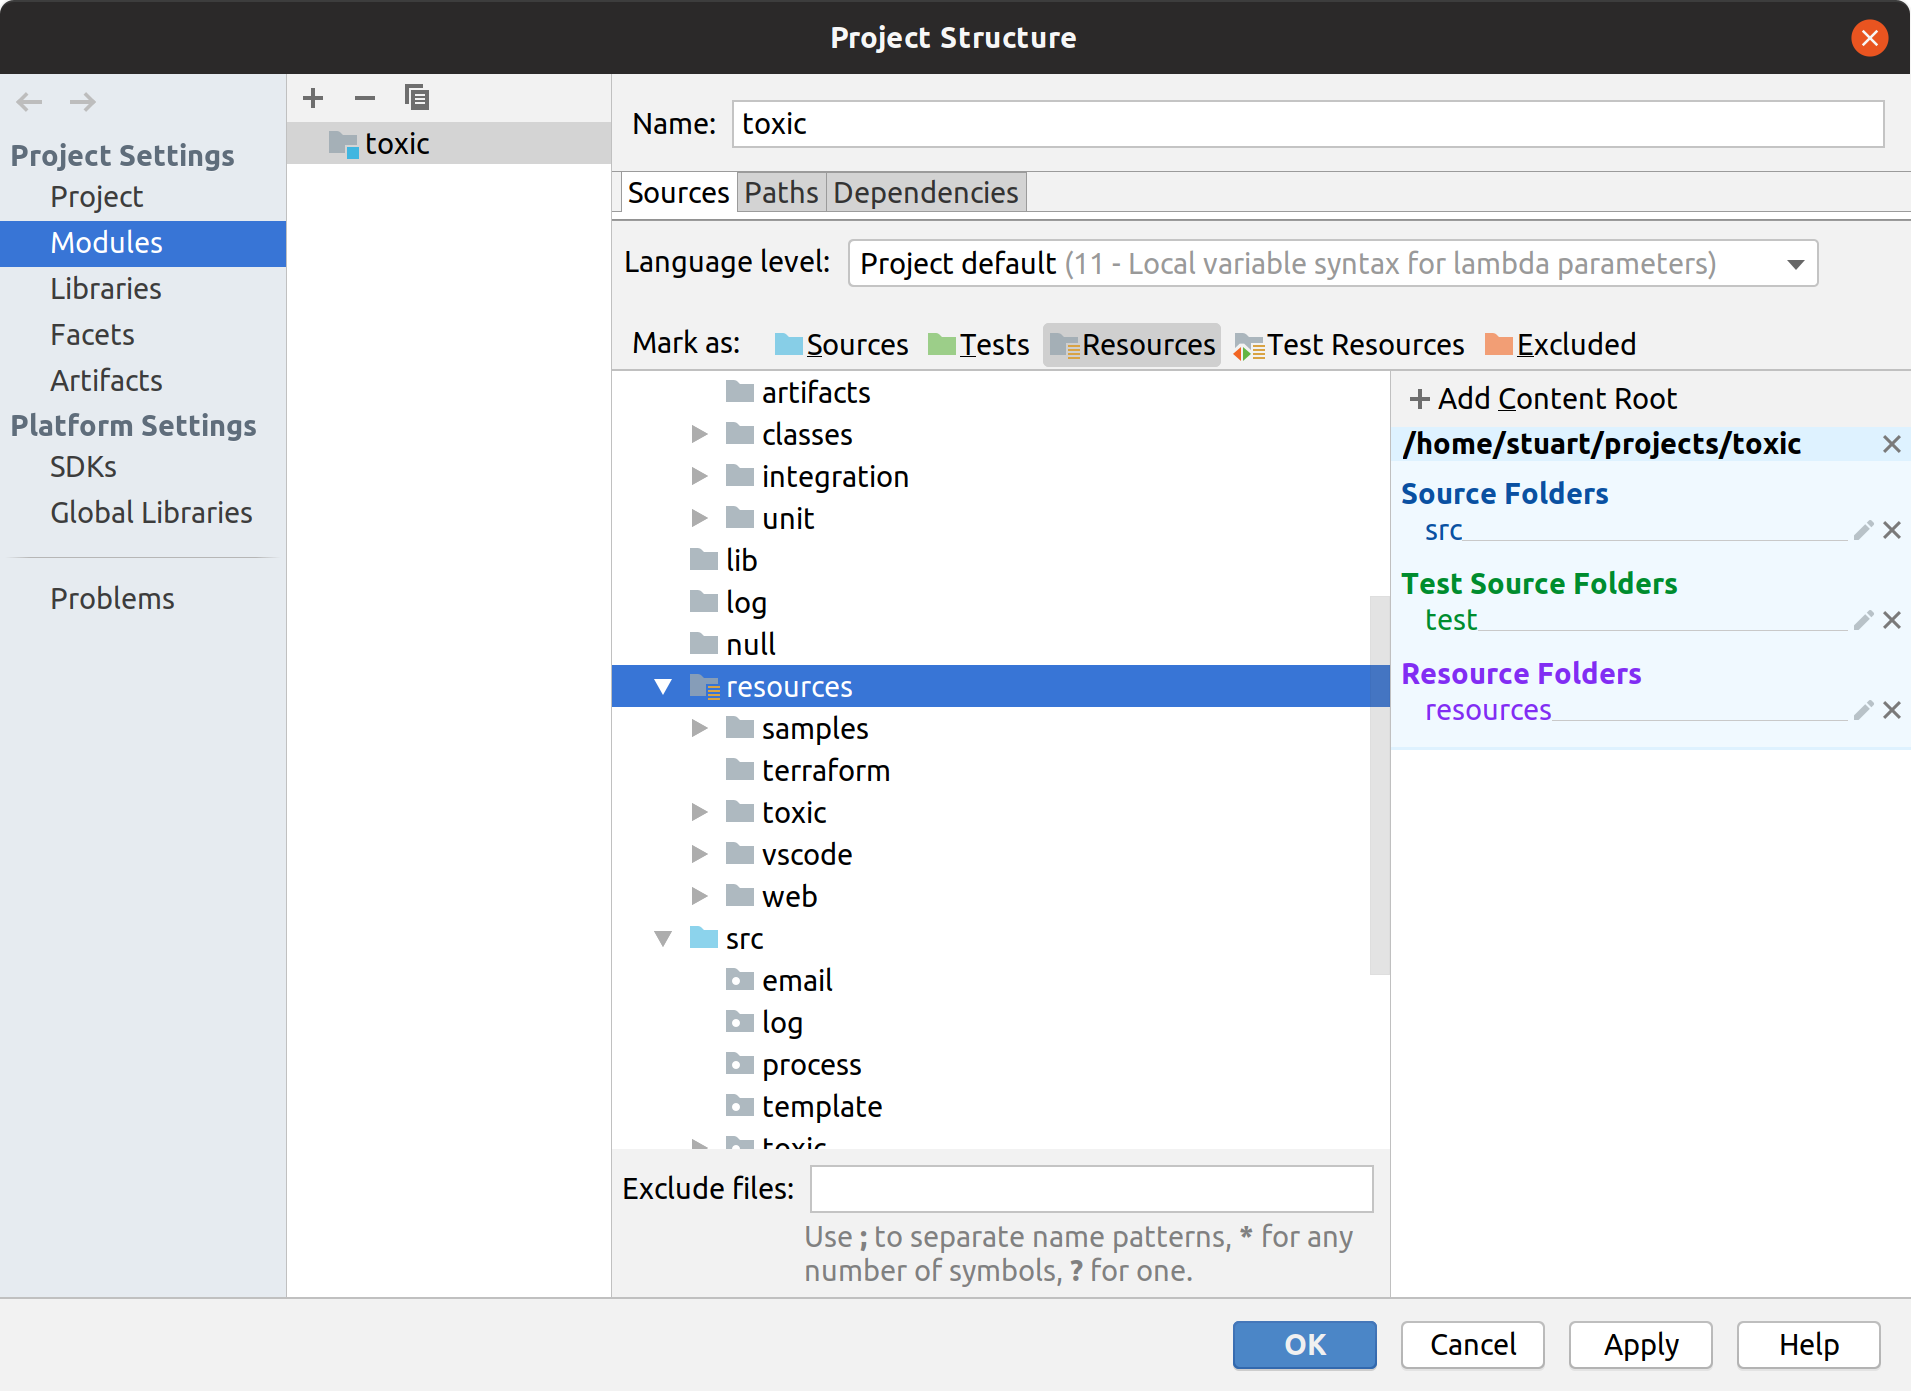 Project Structure
Project Settings
Project
Modules
Libraries
Facets
Artifacts
Platform Settings
SDKs
Global Libraries
Problems
toxic
Name: toxic
Sources Paths Dependencies
Language level: Project default (11 - Local variable syntax for lambda parameters)
Mark as: Sources Tests Resources Test Resources Excluded
artifacts
classes
integration
unit
lib
log
null
resources
samples
terraform
toxic
vscode
web
src
email
log
process
template
toxic
Exclude files:
Use ; to separate name patterns, * for any
number of symbols, ? for one.
Add Content Root
/home/stuart/projects/toxic
Source Folders
src
Test Source Folders
test
Resource Folders
resources
OK Cancel Apply Help